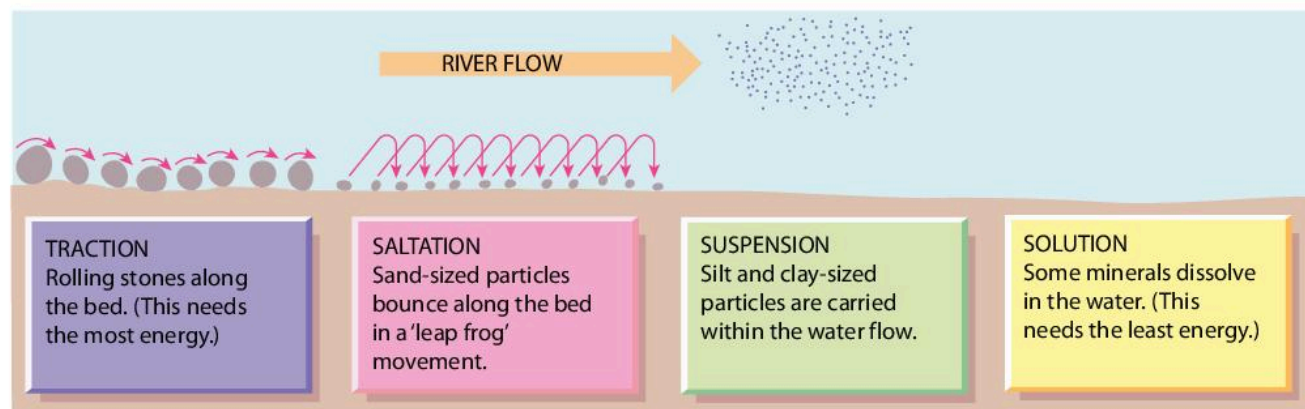 RIVER FLOW
TRACTION
Rolling stones along
the bed. (This needs
the most energy.)
SALTATION
Sand-sized particles
bounce along the bed
in a ‘leap frog’
movement.
SUSPENSION
Silt and clay-sized
particles are carried
within the water flow.
SOLUTION
Some minerals dissolve
in the water. (This
needs the least energy.)